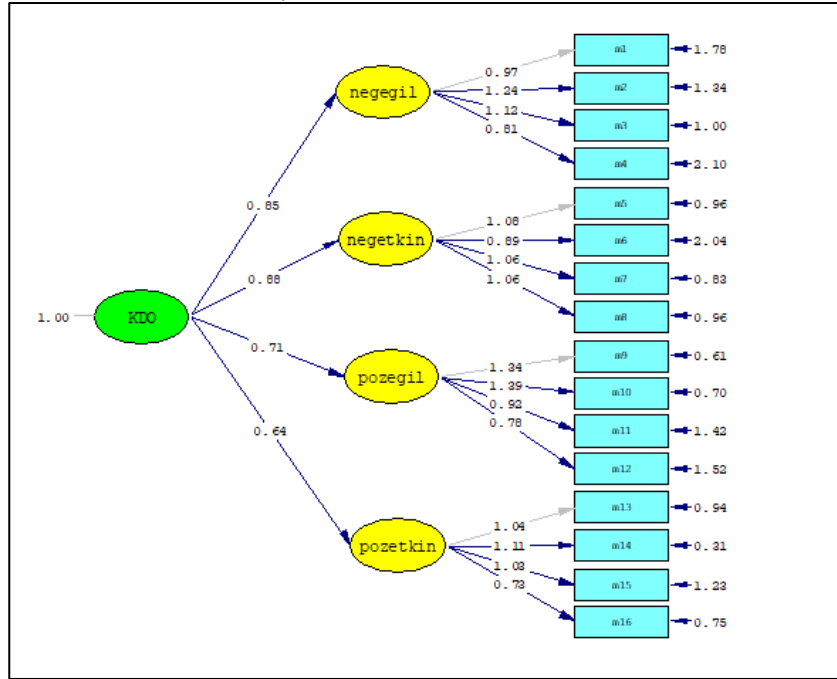 m1
1.78
0.97
negegil
1.24
m2
1.34
1.12
m3
1.00
0.81
m4
2.10
0.85
m5
0.96
1.08
negetkin
0.89
m6
2.04
1.06
m7
0.83
0.88
1.06
m8
0.96
1.00
KDO
0.71
m9
0.61
1.34
pozegil
1.39
m10
0.70
0.92
m11
1.42
0.78
0.64
m12
1.52
m13
0.94
1.04
pozetkin
1.11
m14
0.31
1.03
m15
1.23
0.73
m16
0.75